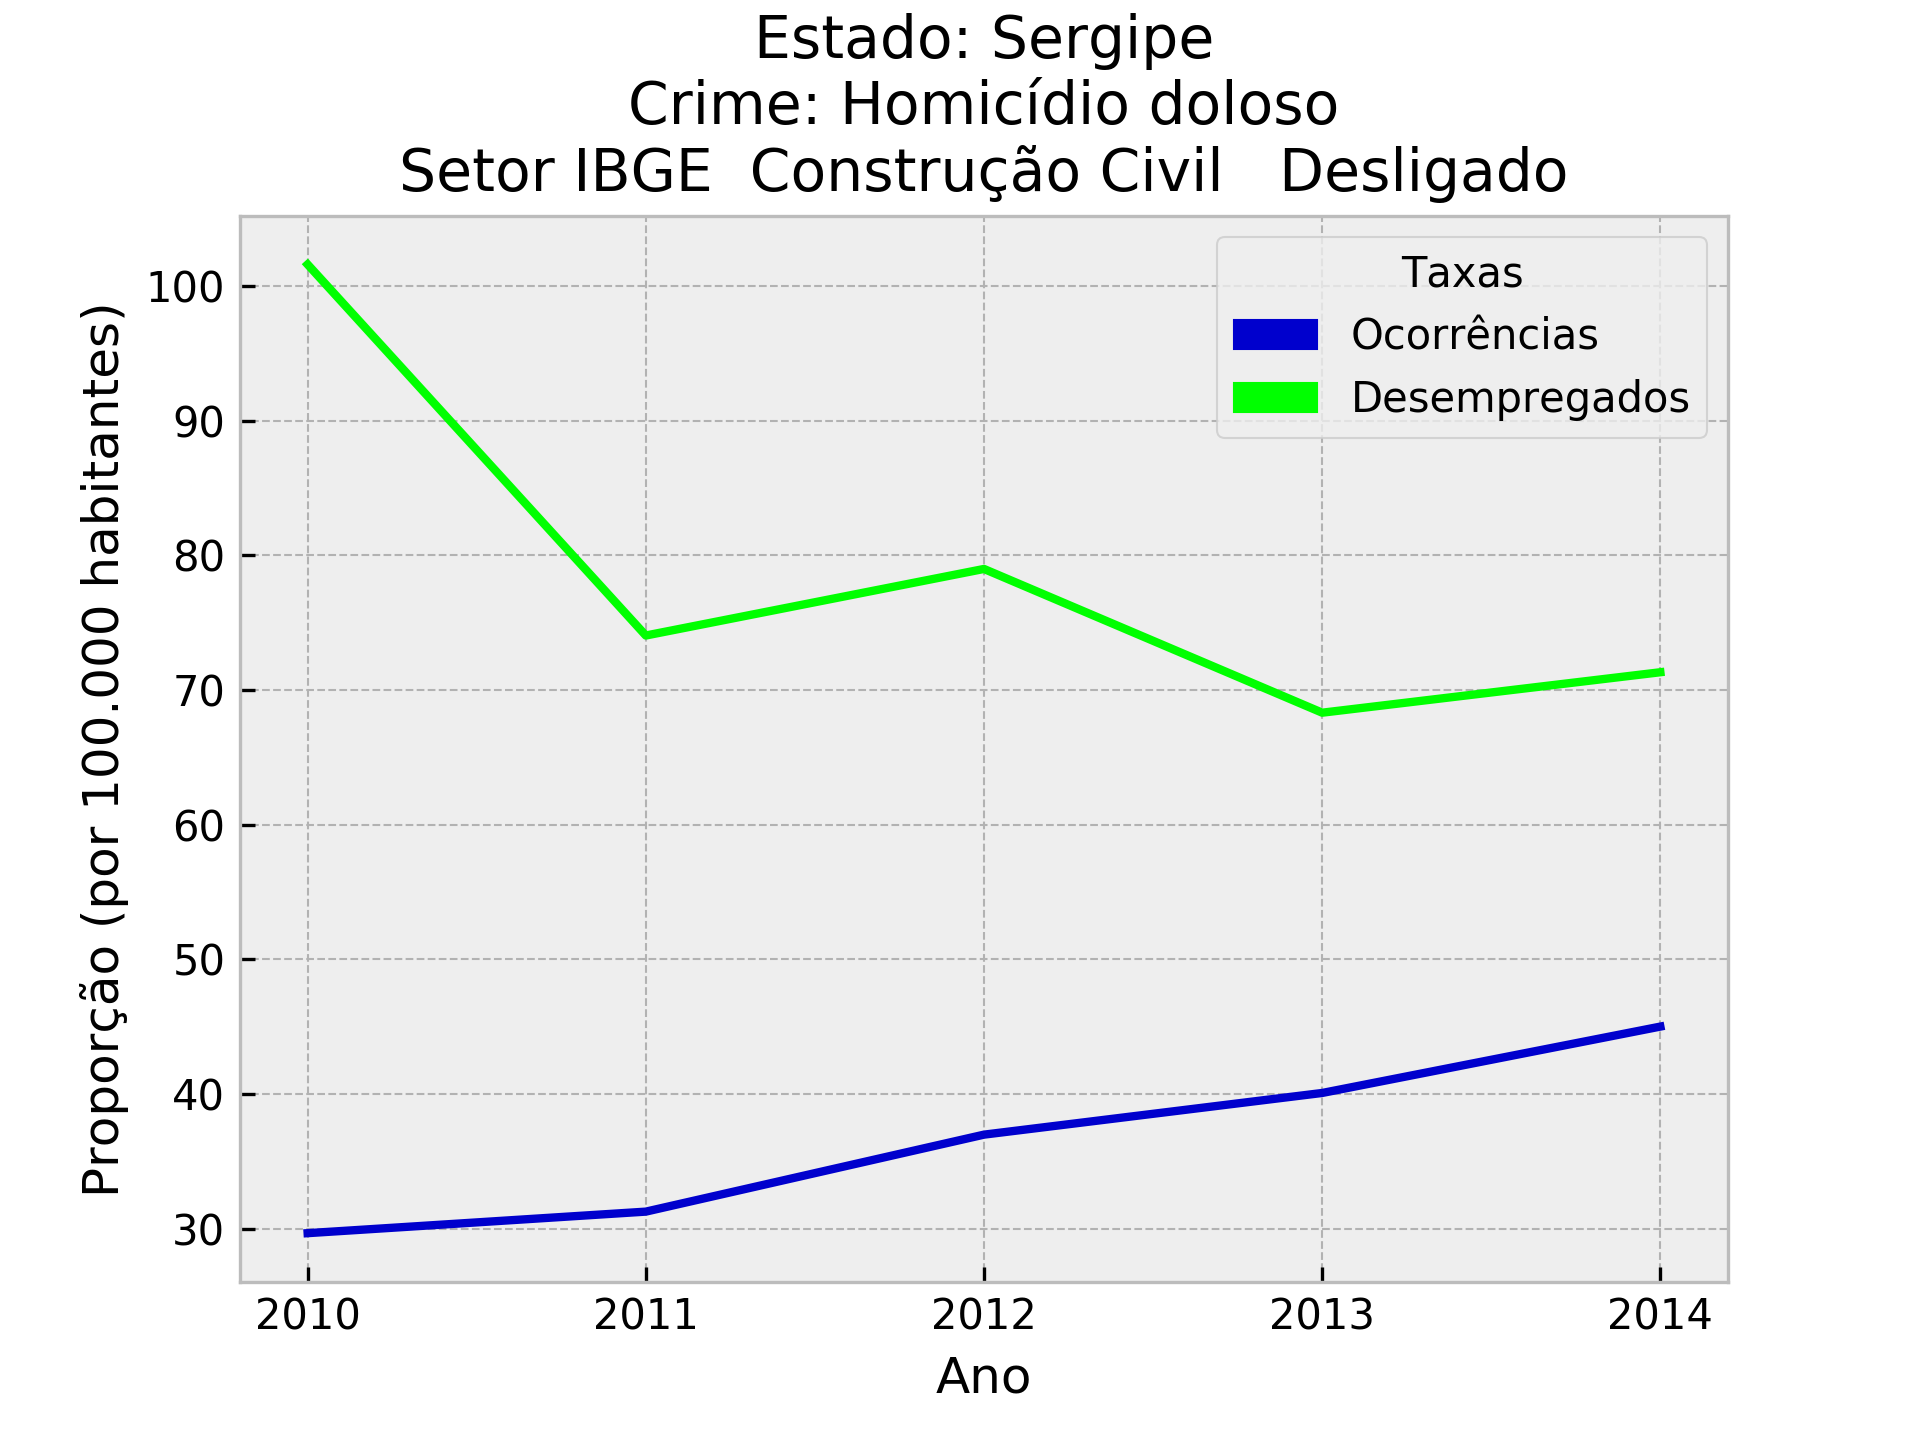 Estado: Sergipe
Crime: Homicídio doloso
Setor IBGE  Construção Civil   Desligado
Taxas
Ocorrências
Desempregados
Proporção (por 100.000 habitantes)
100
90
80
70
60
50
40
30
2010 2011 2012 2013 2014
Ano